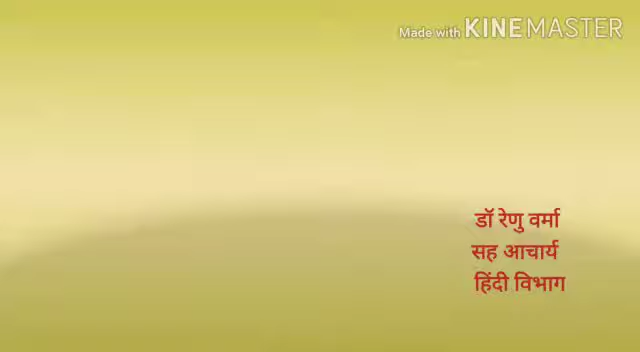 Made with KINEMASTER
डॉ रेणु वर्मा
सह आचार्य
हिंदी विभाग